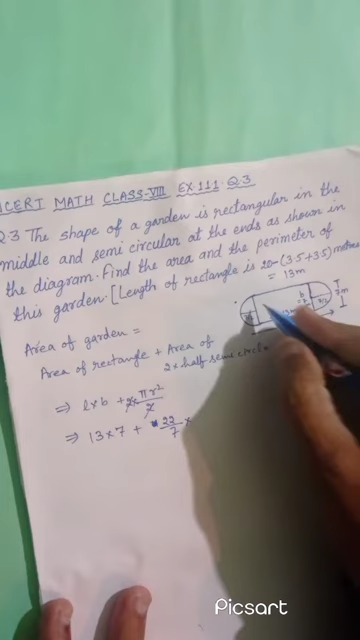 NCERT MATH CLASS-VIII EX.11.1 Q.3
Q.3 The shape of a garden is rectangular in the
middle and semi circular at the ends as shown in
the diagram. Find the area and the perimeter of
this garden. [Length of rectangle is 20-(3.5+3.5) metres
= 13m
Area of garden =
Area of rectangle + Area of
2x half semi circle
⇒ l×b + 2×πr²/2
⇒ 13×7 + 22/7 ×
Picsart